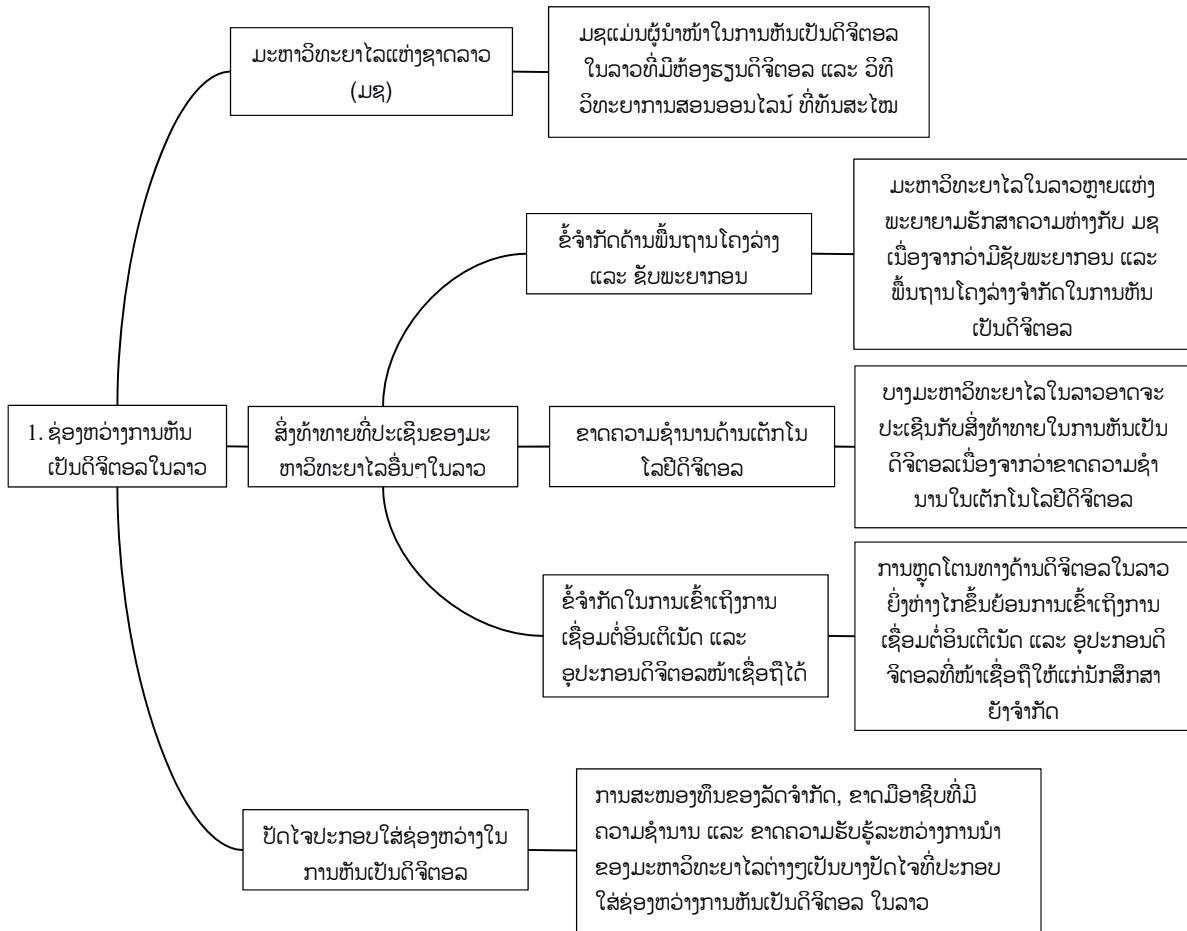 ມະຫາວິທະຍາໄລແຫ່ງຊາດລາວ
(ມຊ)
ມຊແມ່ນຜູ້ນຳໜ້າໃນການຫັນເປັນດິຈິຕອລ
ໃນລາວທີ່ມີຫ້ອງຮຽນດິຈິຕອລ ແລະ ວິທີ
ວິທະຍາການສອນອອນໄລນ໌ ທີ່ທັນສະໄໝ
ຂໍ້ຈຳກັດດ້ານພື້ນຖານໂຄງລ່າງ
ແລະ ຊັບພະຍາກອນ
ມະຫາວິທະຍາໄລໃນລາວຫຼາຍແຫ່ງ
ພະຍາຍາມຮັກສາຄວາມຫ່າງກັບ ມຊ
ເນື່ອງຈາກວ່າມີຊັບພະຍາກອນ ແລະ
ພື້ນຖານໂຄງລ່າງຈຳກັດໃນການຫັນ
ເປັນດິຈິຕອລ
1. ຊ່ອງຫວ່າງການຫັນ
ເປັນດິຈິຕອລໃນລາວ
ສິ່ງທ້າທາຍທີ່ປະເຊີນຂອງມະ
ຫາວິທະຍາໄລອື່ນໆໃນລາວ
ຂາດຄວາມຊຳນານດ້ານເຕັກໂນ
ໂລຢີດິຈິຕອລ
ບາງມະຫາວິທະຍາໄລໃນລາວອາດຈະ
ປະເຊີນກັບສິ່ງທ້າທາຍໃນການຫັນເປັນ
ດິຈິຕອລເນື່ອງຈາກວ່າຂາດຄວາມຊຳ
ນານໃນເຕັກໂນໂລຢີດິຈິຕອລ
ຂໍ້ຈຳກັດໃນການເຂົ້າເຖິງການ
ເຊື່ອມຕໍ່ອິນເຕິເນັດ ແລະ
ອຸປະກອນດິຈິຕອລໜ້າເຊື່ອຖືໄດ້
ການຫຼຸດໂຕນທາງດ້ານດິຈິຕອລໃນລາວ
ຍິ່ງຫ່າງໄກຂຶ້ນຍ້ອນການເຂົ້າເຖິງການ
ເຊື່ອມຕໍ່ອິນເຕີເນັດ ແລະ ອຸປະກອນດິ
ຈິຕອລທີ່ໜ້າເຊື່ອຖືໃຫ້ແກ່ນັກສຶກສາ
ຍັງຈຳກັດ
ປັດໄຈປະກອບໃສ່ຊ່ອງຫວ່າງໃນ
ການຫັນເປັນດິຈິຕອລ
ການສະໜອງທຶນຂອງລັດຈຳກັດ, ຂາດມືອາຊີບທີ່ມີ
ຄວາມຊຳນານ ແລະ ຂາດຄວາມຮັບຮູ້ລະຫວ່າງການນຳ
ຂອງມະຫາວິທະຍາໄລຕ່າງໆເປັນບາງປັດໄຈທີ່ປະກອບ
ໃສ່ຊ່ອງຫວ່າງການຫັນເປັນດິຈິຕອລ ໃນລາວ